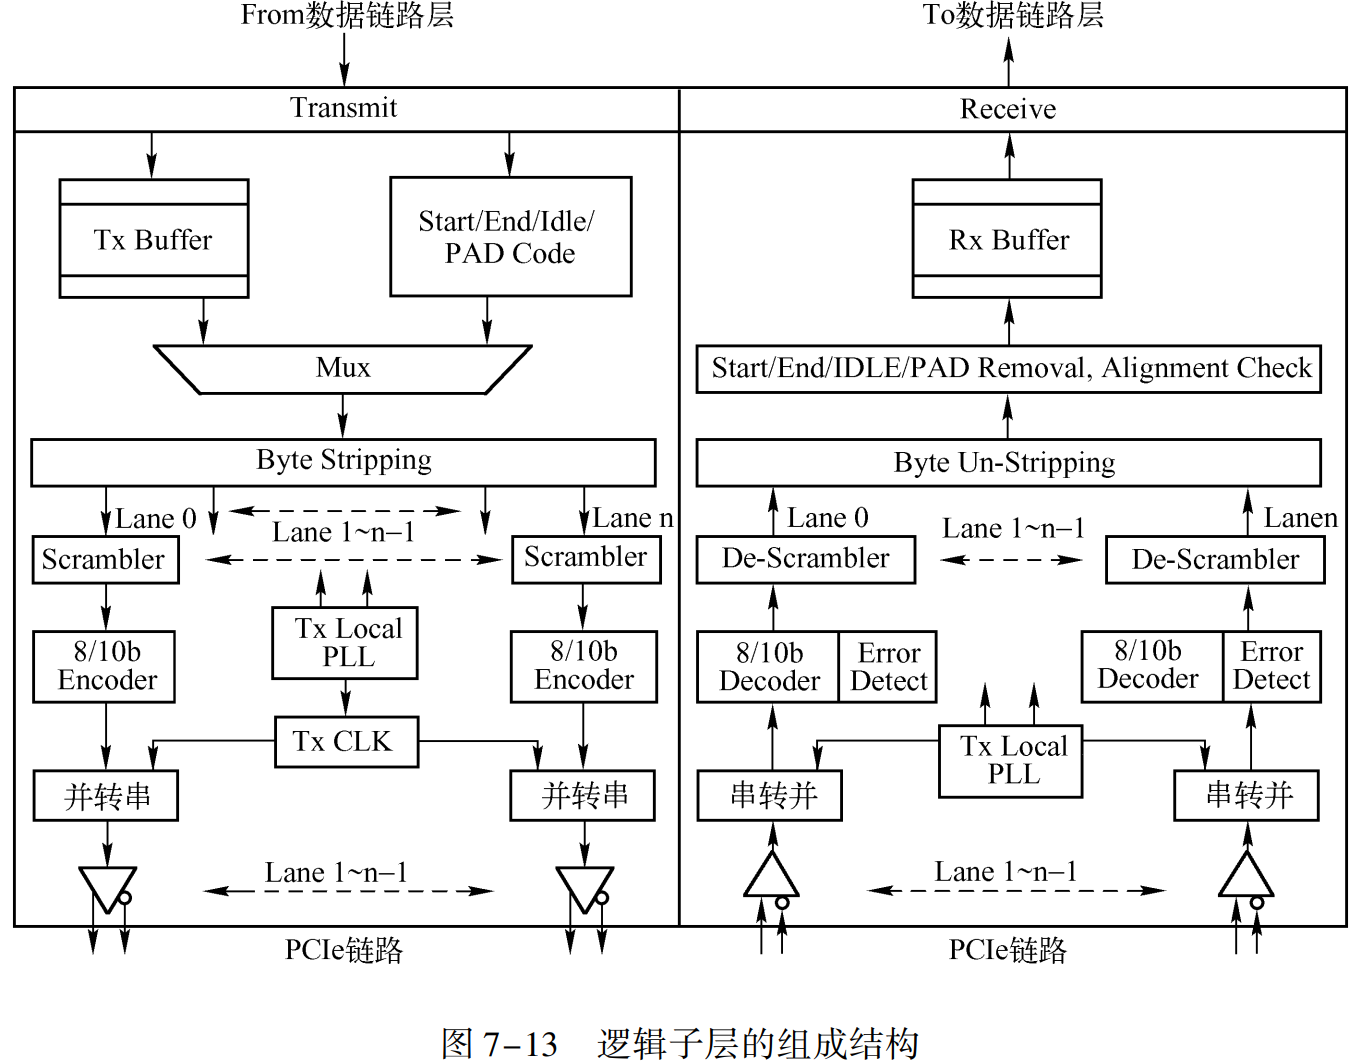 From数据链路层
To数据链路层
Transmit
Receive
Tx Buffer
Start/End/Idle/
PAD Code
Rx Buffer
Mux
Start/End/IDLE/PAD Removal, Alignment Check
Byte Stripping
Byte Un-Stripping
Lane 0
Lane 1~n–1
Lane n
Lane 0
Lane 1~n–1
Lanen
Scrambler
Scrambler
De-Scrambler
De-Scrambler
Tx Local
PLL
8/10b
Encoder
8/10b
Encoder
8/10b
Decoder
Error
Detect
8/10b
Decoder
Error
Detect
Tx CLK
Tx Local
PLL
并转串
并转串
串转并
串转并
Lane 1~n–1
Lane 1~n–1
PCIe链路
PCIe链路
图 7-13 逻辑子层的组成结构